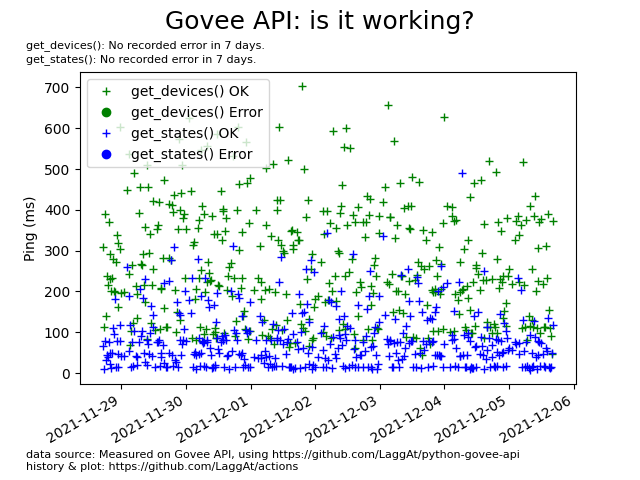 Govee API: is it working?
get_devices(): No recorded error in 7 days.
get_states(): No recorded error in 7 days.
get_devices() OK
get_devices() Error
get_states() OK
get_states() Error
Ping (ms)
700
600
500
400
300
200
100
0
2021-11-29
2021-11-30
2021-12-01
2021-12-02
2021-12-03
2021-12-04
2021-12-05
2021-12-06
data source: Measured on Govee API, using https://github.com/LaggAt/python-govee-api
history & plot: https://github.com/LaggAt/actions